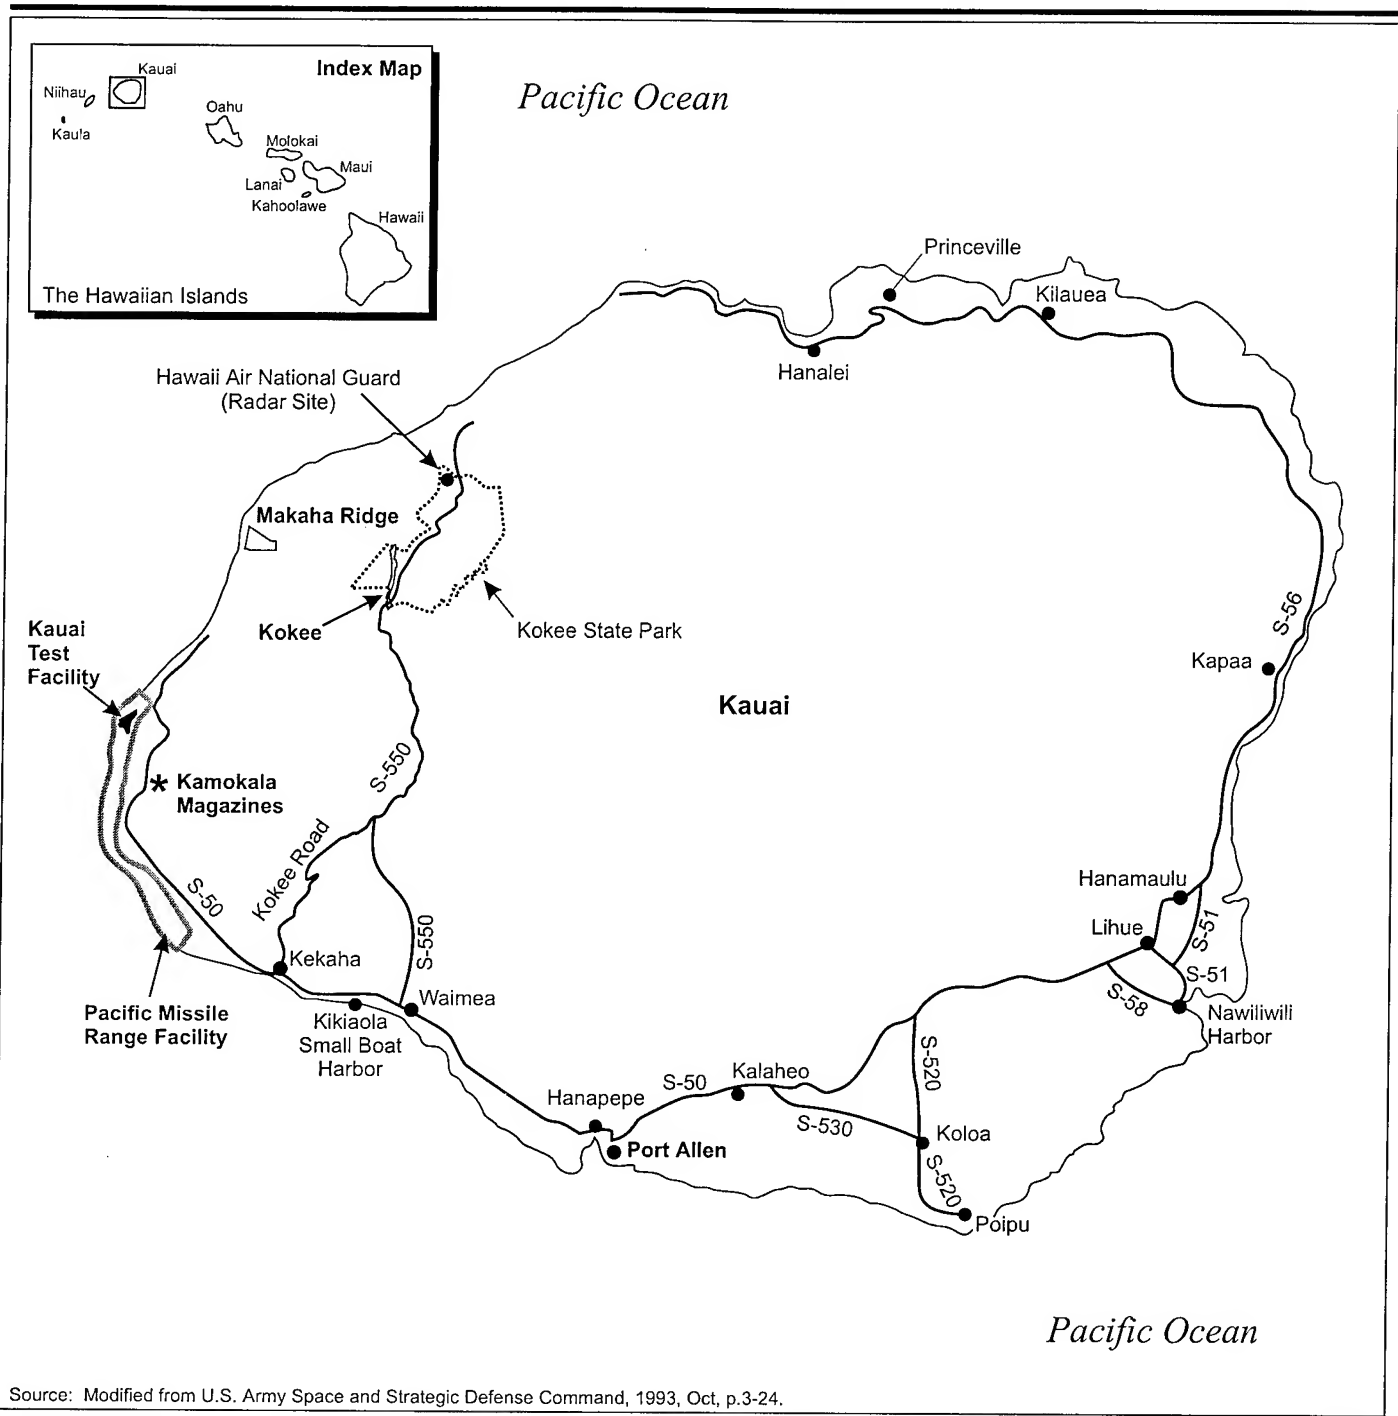 Index Map
Kauai
Niihau
Kaula
Oahu
Molokai
Maui
Lanai
Kahoolawe
Hawaii
The Hawaiian Islands
Pacific Ocean
Princeville
Kilauea
Hanalei
Hawaii Air National Guard
(Radar Site)
Makaha Ridge
Kokee
Kokee State Park
Kauai
Test
Facility
S-56
Kapaa
Kauai
S-550
Kamokala
Magazines
*
Kokee Road
S-50
S-550
Hanamaulu
Lihue
S-51
S-51
S-58
Nawiliwili
Harbor
Kekaha
Waimea
Pacific Missile
Range Facility
Kikiaola
Small Boat
Harbor
S-520
Kalaheo
S-50
Hanapepe
S-530
Koloa
Port Allen
S-520
Poipu
Pacific Ocean
Source: Modified from U.S. Army Space and Strategic Defense Command, 1993, Oct, p.3-24.